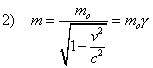 2) m = m₀ / √(1 − v²/c²) = m₀γ